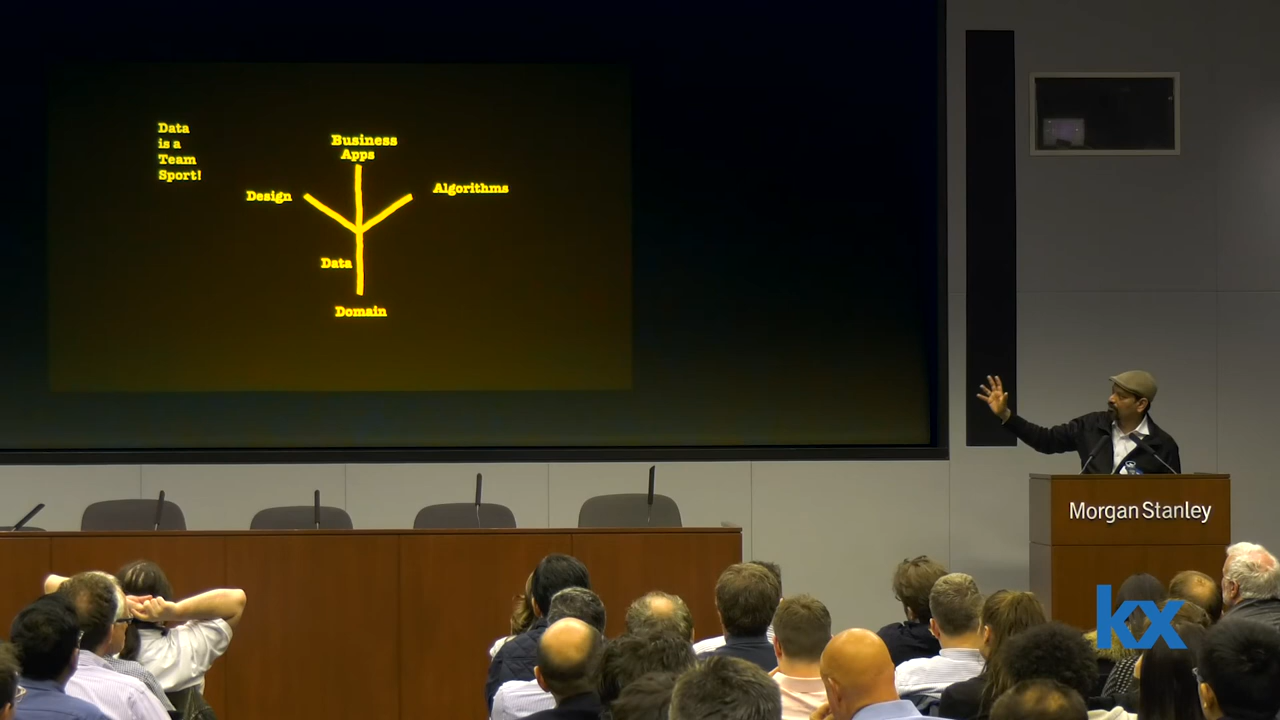 Data
is a
Team
Sport!
Business
Apps
Design
Algorithms
Data
Domain
Morgan Stanley
kx